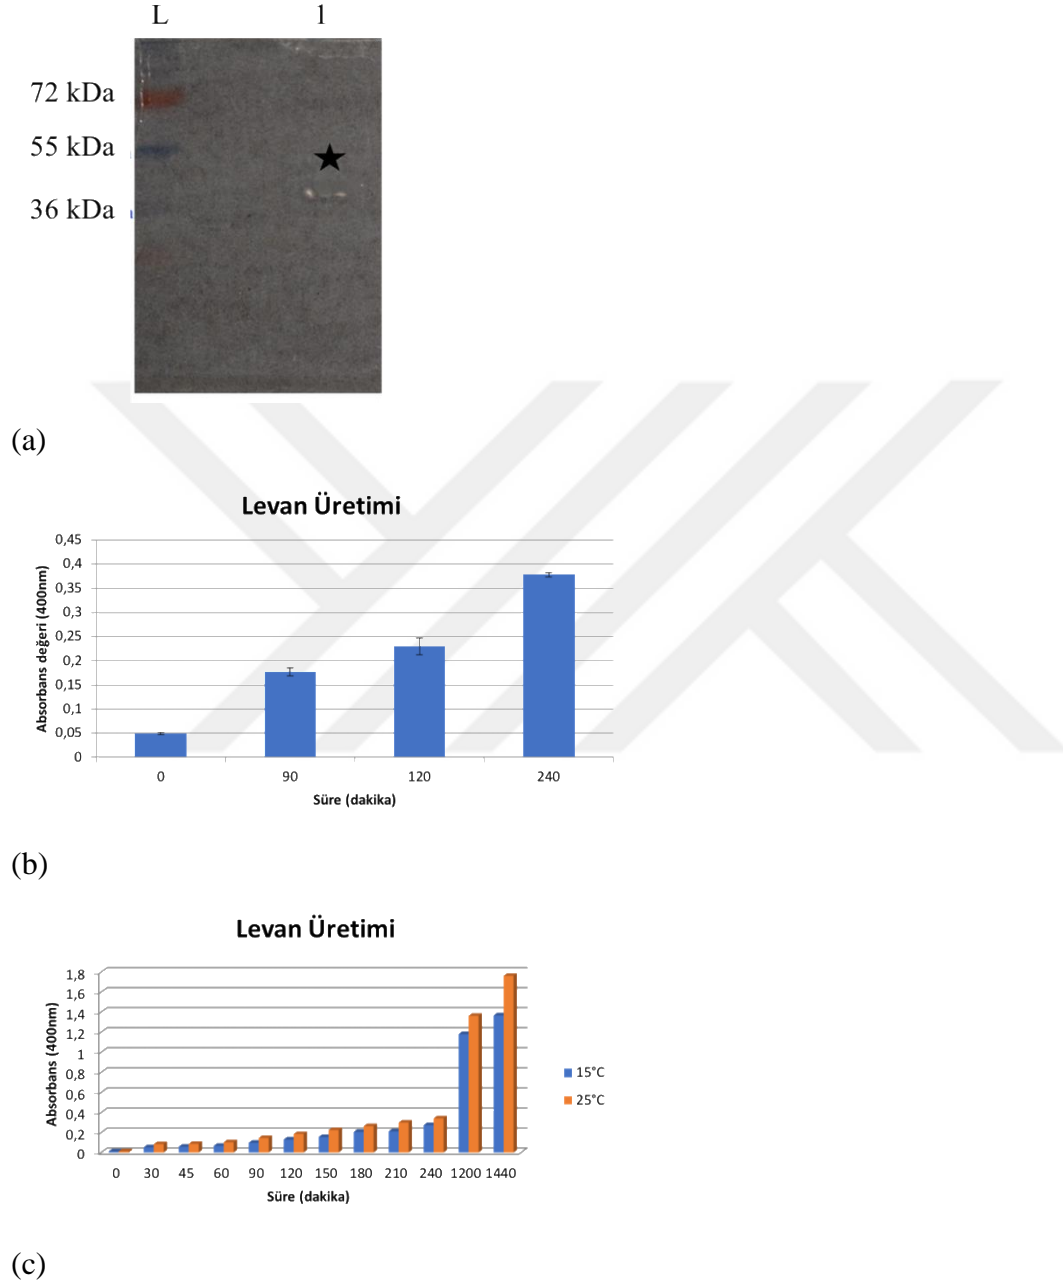 L 1
72 kDa
55 kDa
36 kDa
(a)
Levan Üretimi
Absorbans değeri (400nm)
0,45
0,4
0,35
0,3
0,25
0,2
0,15
0,1
0,05
0
0 90 120 240
Süre (dakika)
(b)
Levan Üretimi
Absorbans (400nm)
1,8
1,6
1,4
1,2
1
0,8
0,6
0,4
0,2
0
15°C
25°C
0 30 45 60 90 120 150 180 210 240 1200 1440
Süre (dakika)
(c)